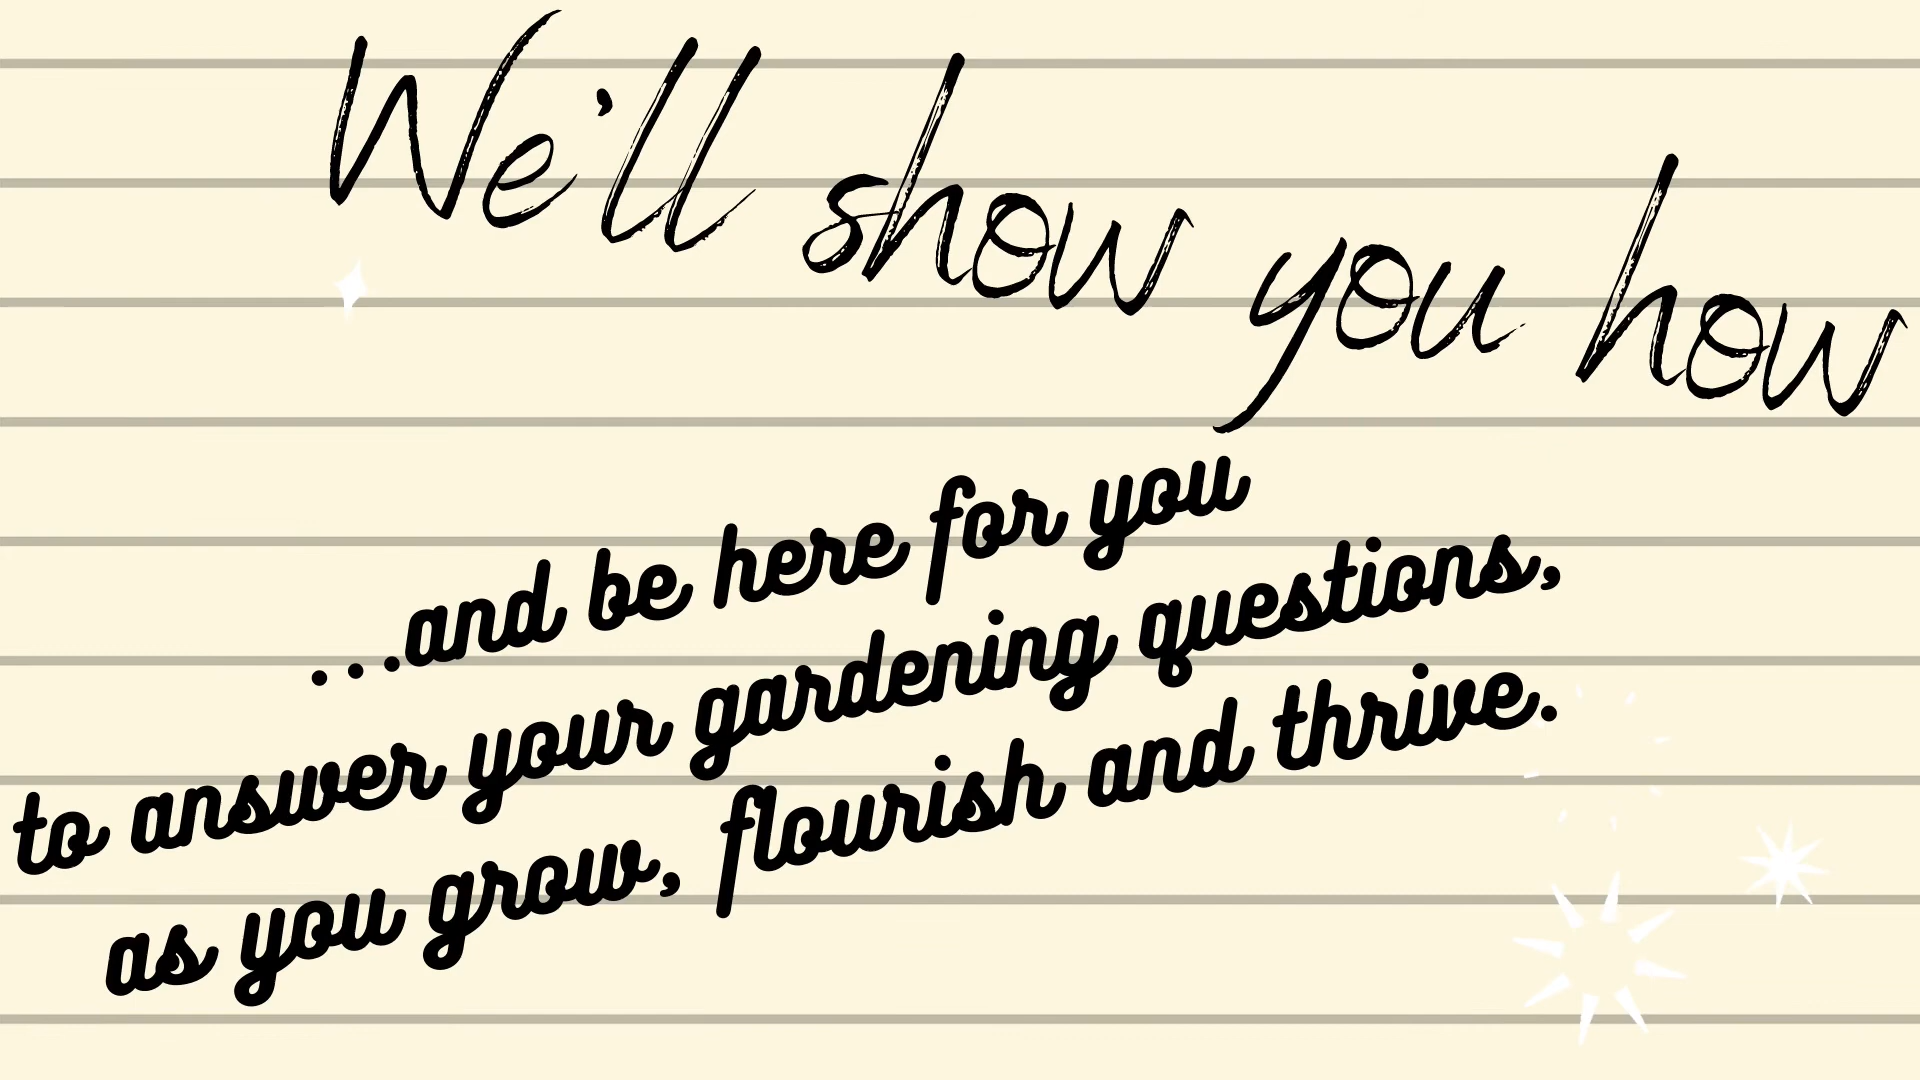 We'll show you how
...and be here for you
to answer your gardening questions,
as you grow, flourish and thrive.